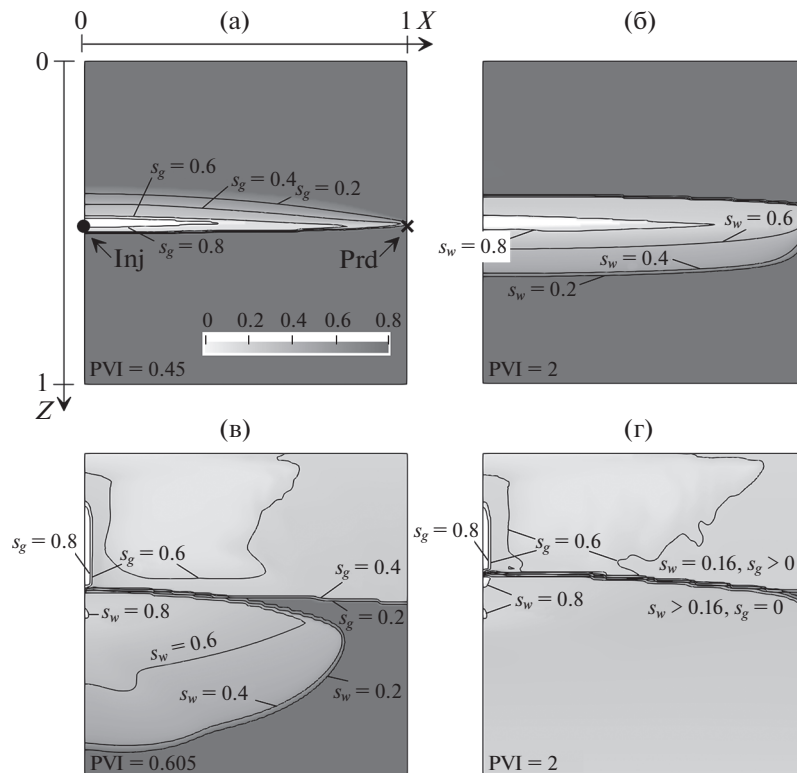 0 (а) 1 X (б)
0
s_g = 0.6
s_g = 0.4
s_g = 0.2
s_g = 0.8
Inj
Prd
0 0.2 0.4 0.6 0.8
PVI = 0.45
1
Z
s_w = 0.6
s_w = 0.8
s_w = 0.4
s_w = 0.2
PVI = 2
(в) (г)
s_g = 0.8
s_g = 0.6
s_g = 0.4
s_g = 0.2
s_w = 0.8
s_w = 0.6
s_w = 0.4
s_w = 0.2
PVI = 0.605
s_g = 0.8
s_g = 0.6
s_w = 0.16, s_g > 0
s_w = 0.8
s_w > 0.16, s_g = 0
PVI = 2